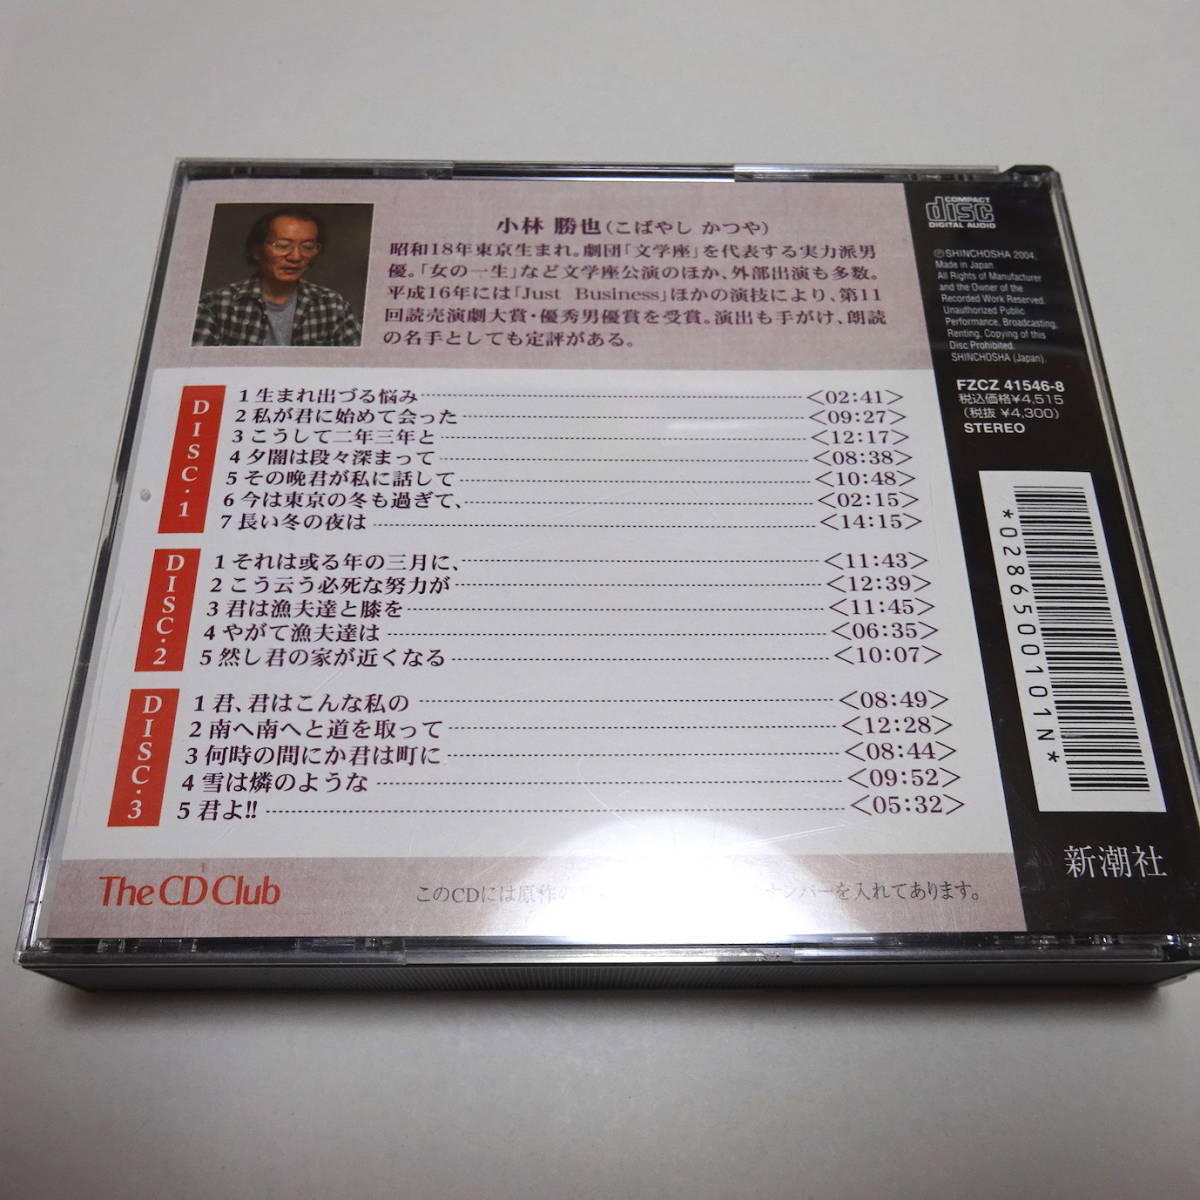 小林 勝也(こばやし かつや)
昭和18年東京生まれ。劇団「文学座」を代表する実力派男
優。「女の一生」など文学座公演のほか、外部出演も多数。
平成16年には「Just Business」ほかの演技により、第11
回読売演劇大賞・優秀男優賞を受賞。演出も手がけ、朗読
の名手としても定評がある。
DISC・1
1 生まれ出づる悩み <02:41>
2 私が君に始めて会った <09:27>
3 こうして二年三年と <12:17>
4 夕闇は段々深まって <08:38>
5 その晩君が私に話して <10:48>
6 今は東京の冬も過ぎて、 <02:15>
7 長い冬の夜は <14:15>
DISC・2
1 それは或る年の三月に、 <11:43>
2 こう云う必死な努力が <12:39>
3 君は漁夫達と膝を <11:45>
4 やがて漁夫達は <06:35>
5 然し君の家が近くなる <10:07>
DISC・3
1 君、君はこんな私の <08:49>
2 南へ南へと道を取って <12:28>
3 何時の間にか君は町に <08:44>
4 雪は燐のような <09:52>
5 君よ!! <05:32>
The CD Club
このCDには原作の ナンバーを入れてあります。
COMPACT
disc
DIGITAL AUDIO
Ⓟ SHINCHOSHA 2004.
Made in Japan
All Rights of Manufacturer
and the Owner of the
Recorded Work Reserved.
Unauthorized Public
Performance, Broadcasting,
Renting, Copying of this
Disc Prohibited.
SHINCHOSHA (Japan).
FZCZ 41546-8
税込価格¥4,515
(税抜 ¥4,300)
STEREO
*0286500101N*
新潮社